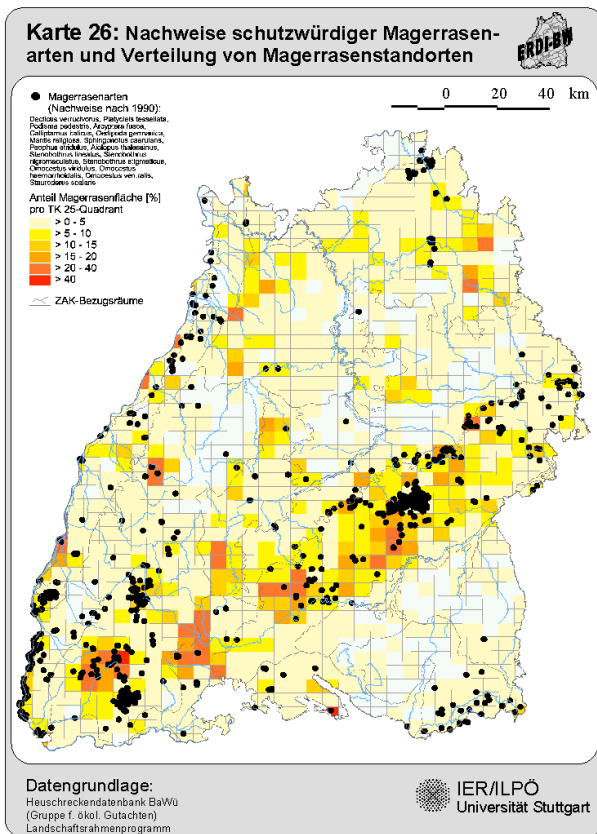 Karte 26: Nachweise schutzwürdiger Magerrasen-
arten und Verteilung von Magerrasenstandorten
ERDI-BW
0 20 40 km
Magerrasenarten
(Nachweise nach 1990):
Decticus verrucivorus, Platycleis tessellata,
Podisma pedestris, Arcyptera fusca,
Calliptamus italicus, Oedipoda germanica,
Mantis religiosa, Sphingonotus caerulans,
Psophus stridulus, Aiolopus thalassinus,
Stenobothrus lineatus, Stenobothrus
nigromaculatus, Stenobothrus stigmaticus,
Omocestus viridulus, Omocestus
haemorrhoidalis, Omocestus ventralis,
Stauroderus scalaris
Anteil Magerrasenfläche [%]
pro TK 25-Quadrant
> 0 - 5
> 5 - 10
> 10 - 15
> 15 - 20
> 20 - 40
> 40
ZAK-Bezugsräume
Datengrundlage:
Heuschreckendatenbank BaWü
(Gruppe f. ökol. Gutachten)
Landschaftsrahmenprogramm
IER/ILPÖ
Universität Stuttgart